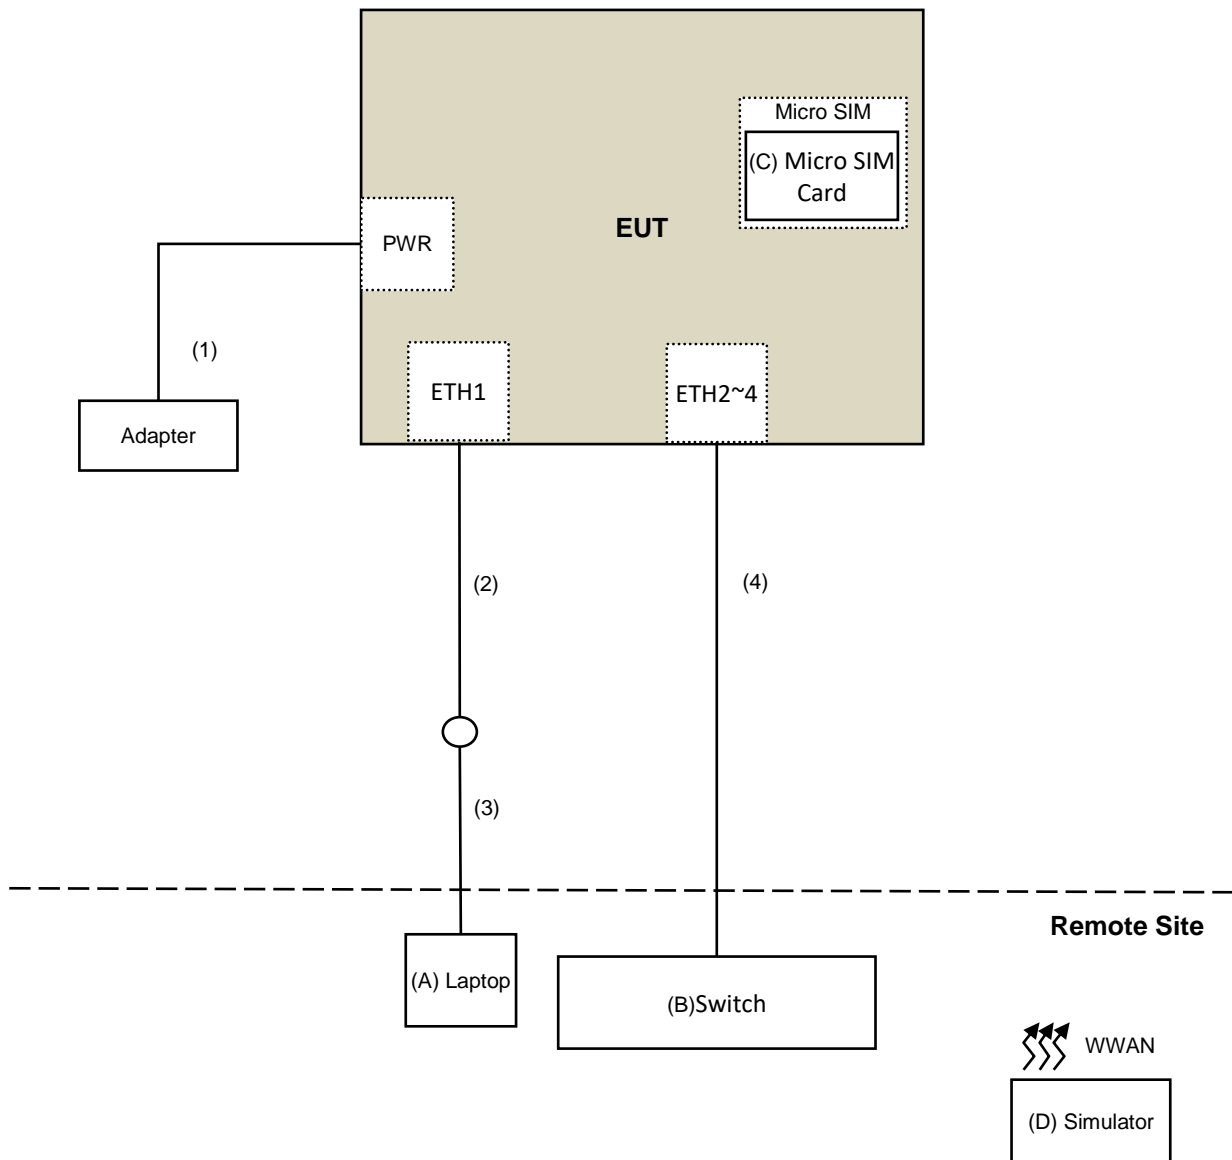 Micro SIM
(C) Micro SIM
Card
EUT
PWR
(1)
ETH1
ETH2~4
Adapter
(2)
(4)
(3)
Remote Site
(A) Laptop
(B)Switch
WWAN
(D) Simulator